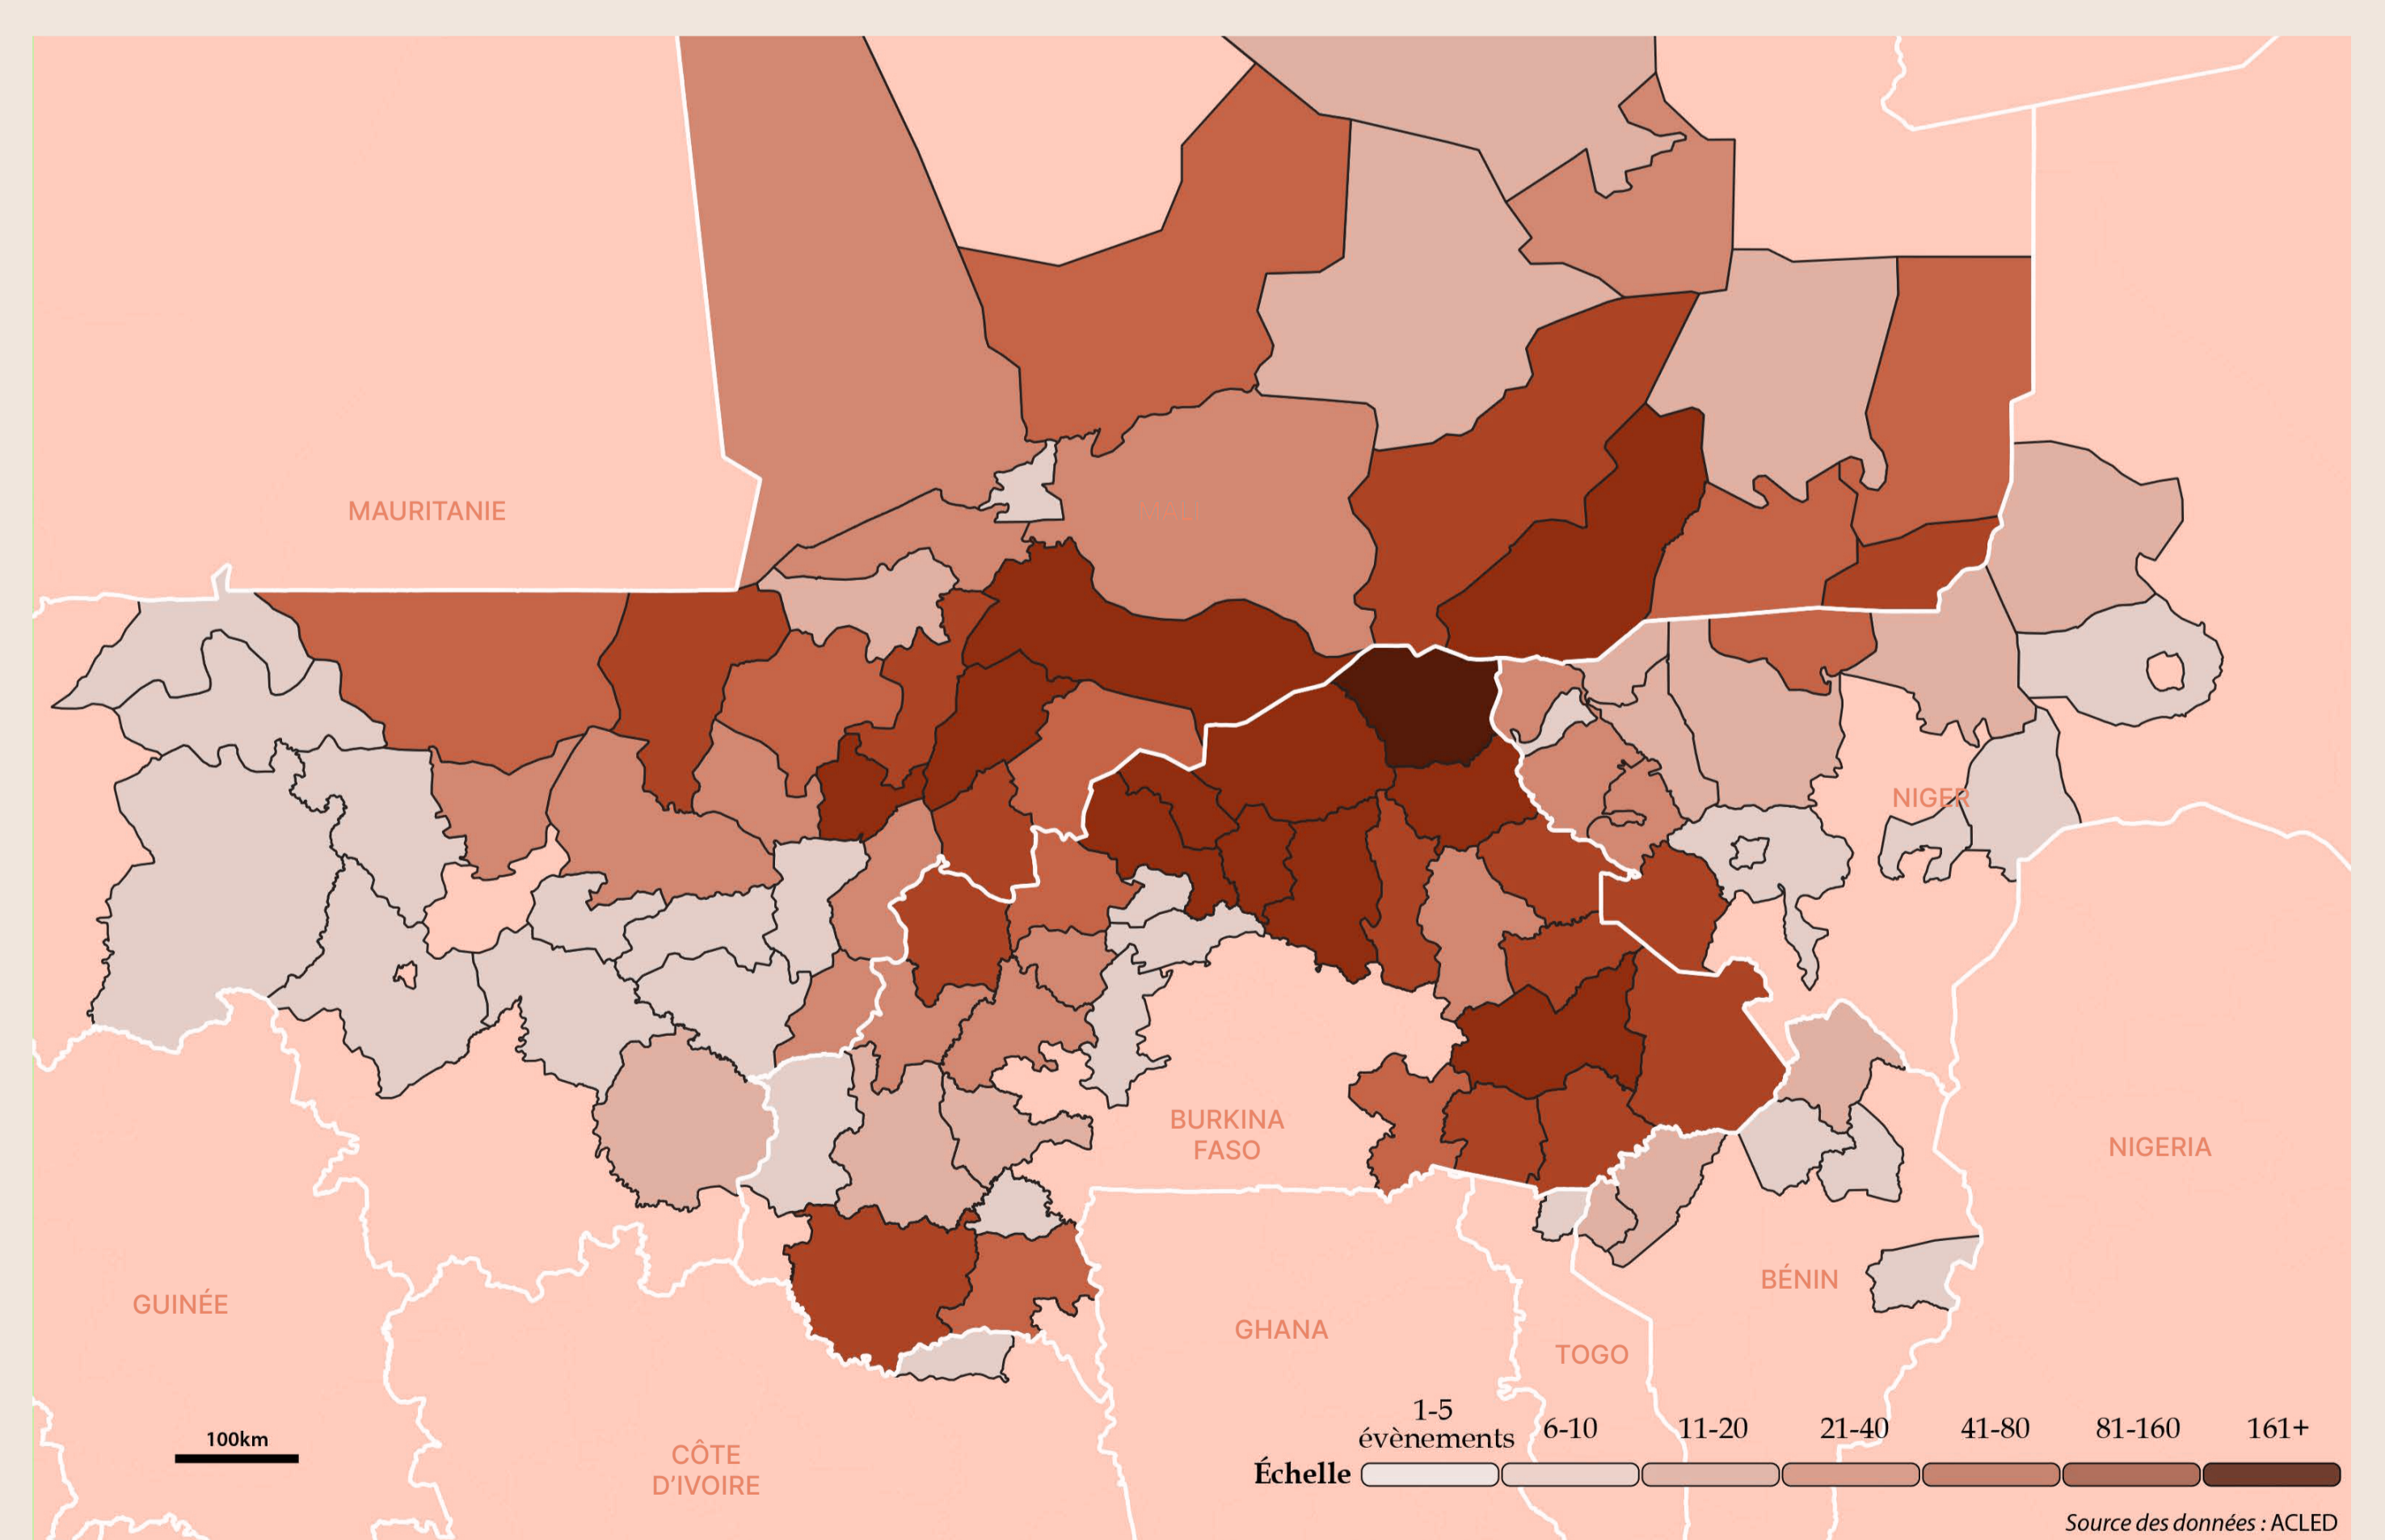 MAURITANIE
MALI
NIGER
BURKINA
FASO
NIGERIA
GUINÉE
BÉNIN
GHANA
TOGO
CÔTE
D'IVOIRE
100km
1-5
évènements
6-10
11-20
21-40
41-80
81-160
161+
Échelle
Source des données : ACLED